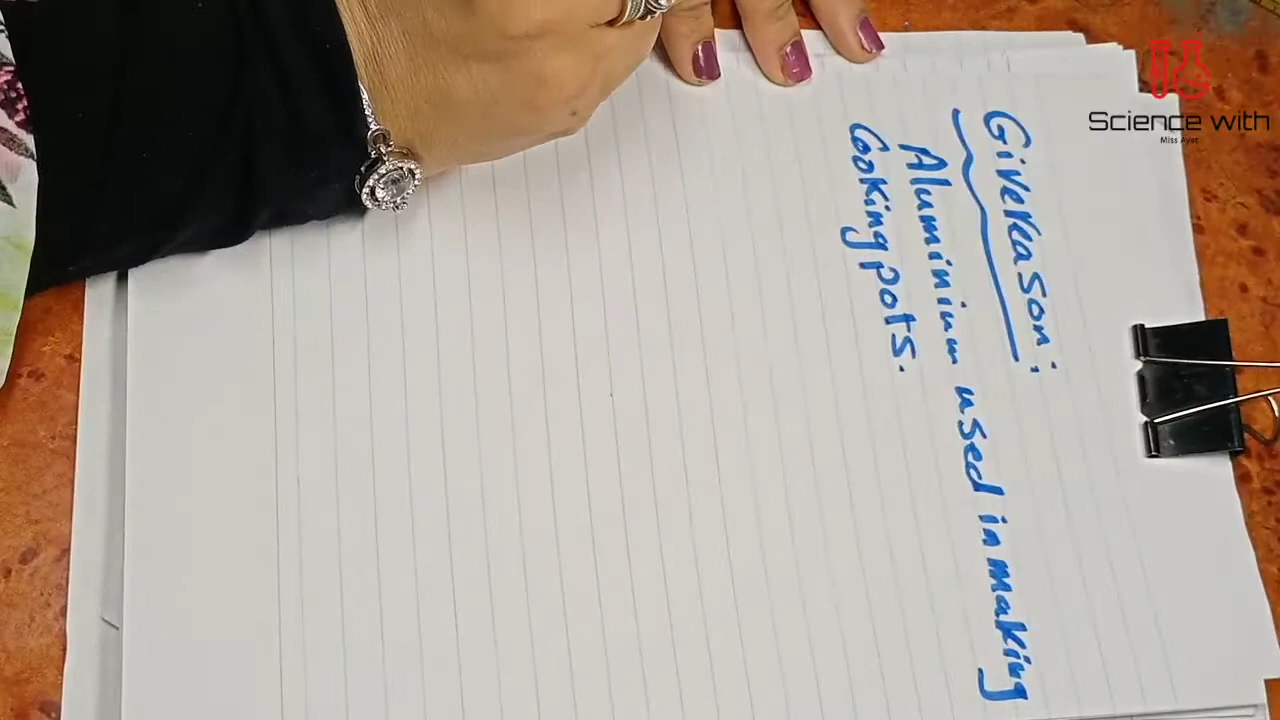 Give reason:
Aluminium used in making
Cooking pots.
Science with
Miss Ayat